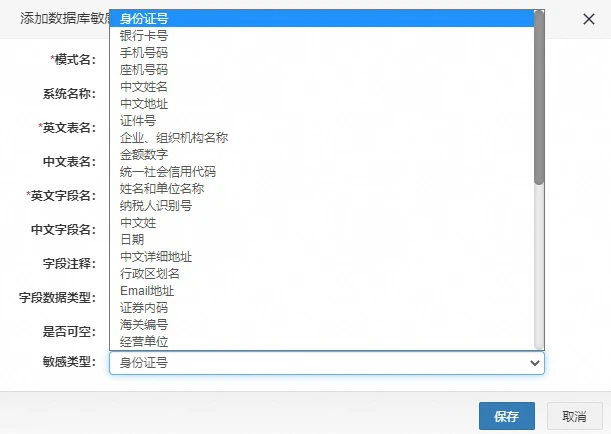 添加数据库敏感
身份证号
银行卡号
*模式名:
手机号码
座机号码
系统名称:
中文姓名
中文地址
*英文表名:
证件号
企业、组织机构名称
中文表名:
金额数字
统一社会信用代码
*英文字段名:
姓名和单位名称
纳税人识别号
中文字段名:
中文姓
日期
字段注释:
中文详细地址
行政区划名
字段数据类型:
Email地址
证券内码
是否可空:
海关编号
经营单位
敏感类型:
身份证号
保存
取消